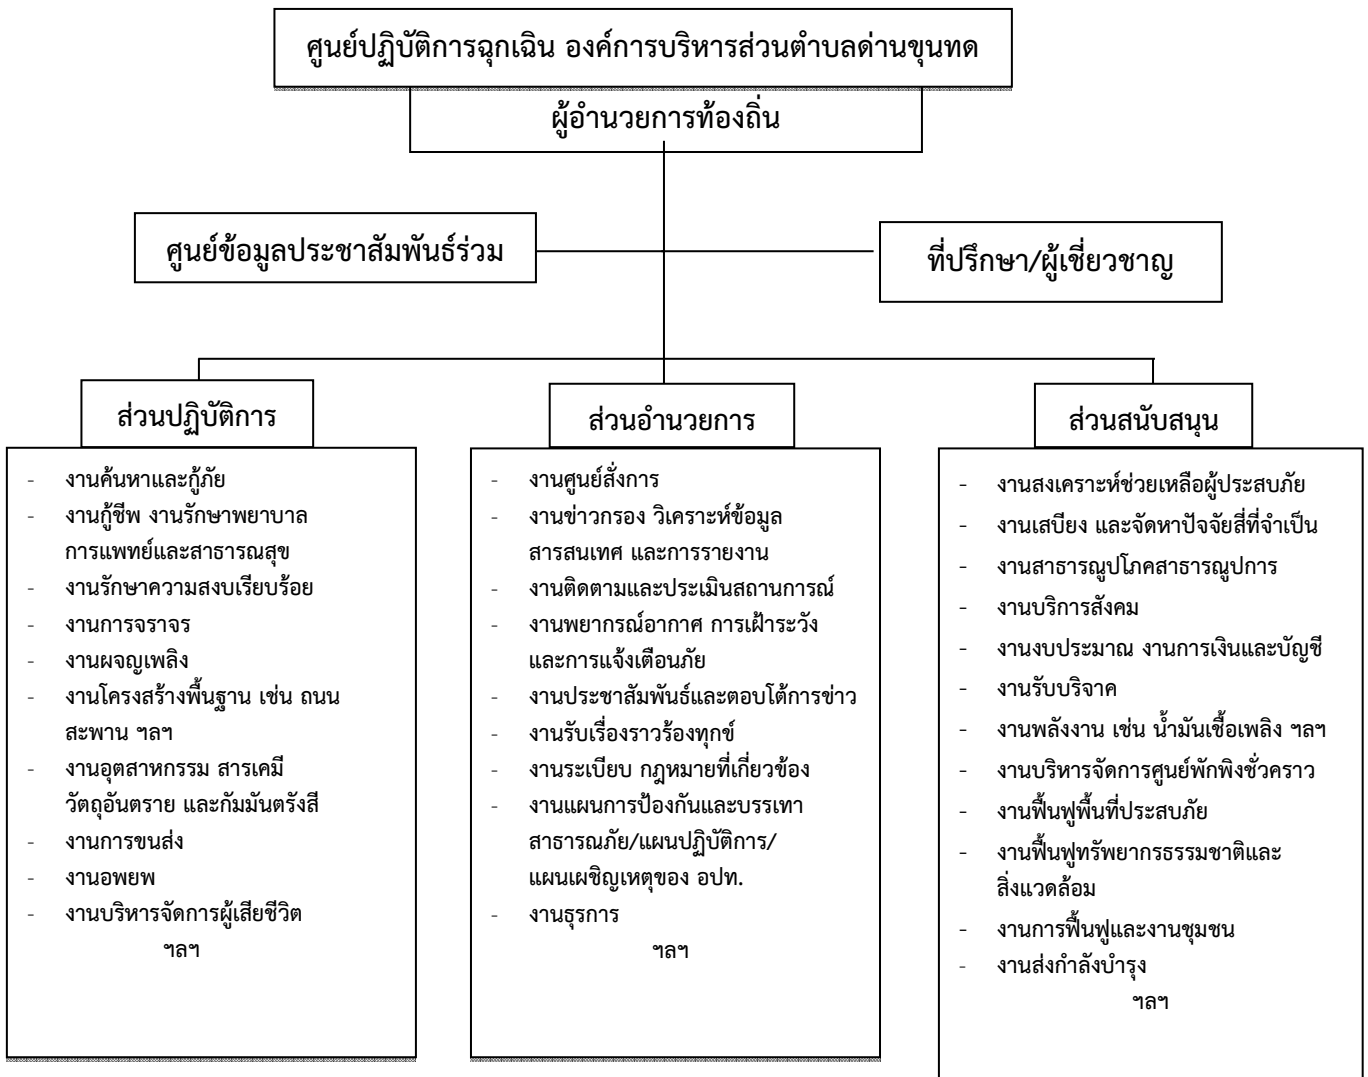 ศูนย์ปฏิบัติการฉุกเฉิน องค์การบริหารส่วนตำบลด่านขุนทด
ผู้อำนวยการท้องถิ่น
ศูนย์ข้อมูลประชาสัมพันธ์ร่วม
ที่ปรึกษา/ผู้เชี่ยวชาญ
ส่วนปฏิบัติการ
- งานค้นหาและกู้ภัย
- งานกู้ชีพ งานรักษาพยาบาล
การแพทย์และสาธารณสุข
- งานรักษาความสงบเรียบร้อย
- งานการจราจร
- งานผจญเพลิง
- งานโครงสร้างพื้นฐาน เช่น ถนน
สะพาน ฯลฯ
- งานอุตสาหกรรม สารเคมี
วัตถุอันตราย และกัมมันตรังสี
- งานการขนส่ง
- งานอพยพ
- งานบริหารจัดการผู้เสียชีวิต
ฯลฯ
ส่วนอำนวยการ
- งานศูนย์สั่งการ
- งานข่าวกรอง วิเคราะห์ข้อมูล
สารสนเทศ และการรายงาน
- งานติดตามและประเมินสถานการณ์
- งานพยากรณ์อากาศ การเฝ้าระวัง
และการแจ้งเตือนภัย
- งานประชาสัมพันธ์และตอบโต้การข่าว
- งานรับเรื่องราวร้องทุกข์
- งานระเบียบ กฎหมายที่เกี่ยวข้อง
- งานแผนการป้องกันและบรรเทา
สาธารณภัย/แผนปฏิบัติการ/
แผนเผชิญเหตุของ อปท.
- งานธุรการ
ฯลฯ
ส่วนสนับสนุน
- งานสงเคราะห์ช่วยเหลือผู้ประสบภัย
- งานเสบียง และจัดหาปัจจัยสี่ที่จำเป็น
- งานสาธารณูปโภคสาธารณูปการ
- งานบริการสังคม
- งานงบประมาณ งานการเงินและบัญชี
- งานรับบริจาค
- งานพลังงาน เช่น น้ำมันเชื้อเพลิง ฯลฯ
- งานบริหารจัดการศูนย์พักพิงชั่วคราว
- งานฟื้นฟูพื้นที่ประสบภัย
- งานฟื้นฟูทรัพยากรธรรมชาติและ
สิ่งแวดล้อม
- งานการฟื้นฟูและงานชุมชน
- งานส่งกำลังบำรุง
ฯลฯ